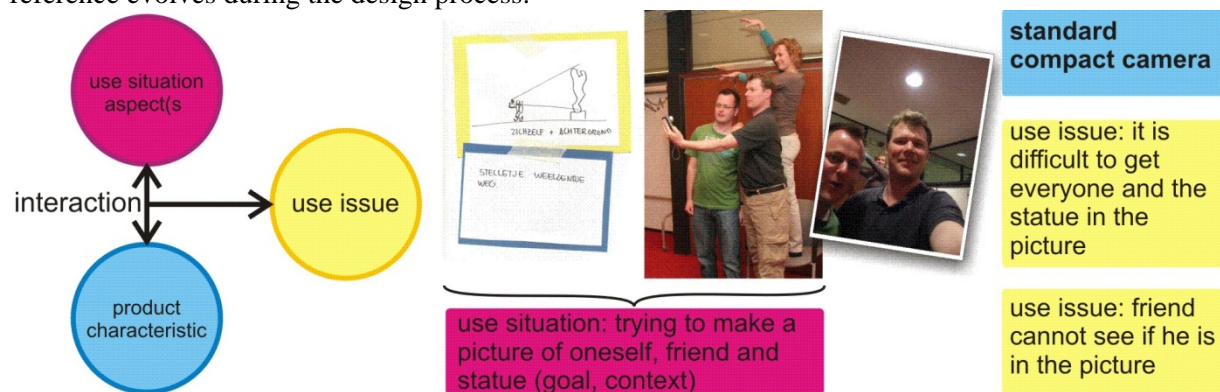 reference evolves during the design process.
use situation
aspect(s
interaction
use issue
product
characteristic
ZICHZELF + ACHTERGROND
STELLETJE
WEG
use situation: trying to make a
picture of oneself, friend and
statue (goal, context)
standard
compact camera
use issue: it is
difficult to get
everyone and the
statue in the
picture
use issue: friend
cannot see if he is
in the picture